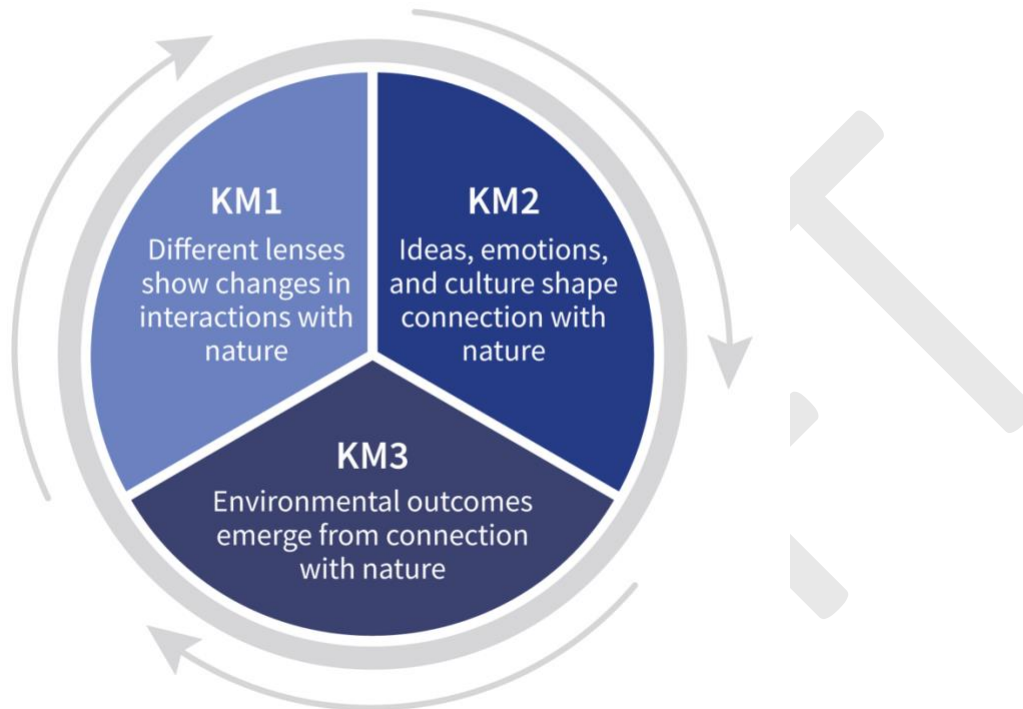 KM1
Different lenses
show changes in
interactions with
nature
KM2
Ideas, emotions,
and culture shape
connection with
nature
KM3
Environmental outcomes
emerge from connection
with nature